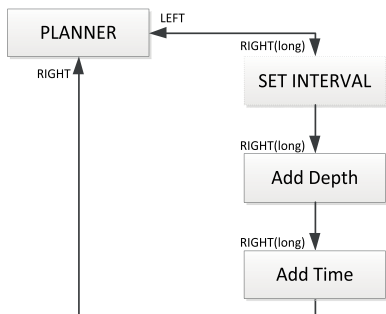 LEFT
PLANNER
RIGHT(long)
RIGHT
SET INTERVAL
RIGHT(long)
Add Depth
RIGHT(long)
Add Time